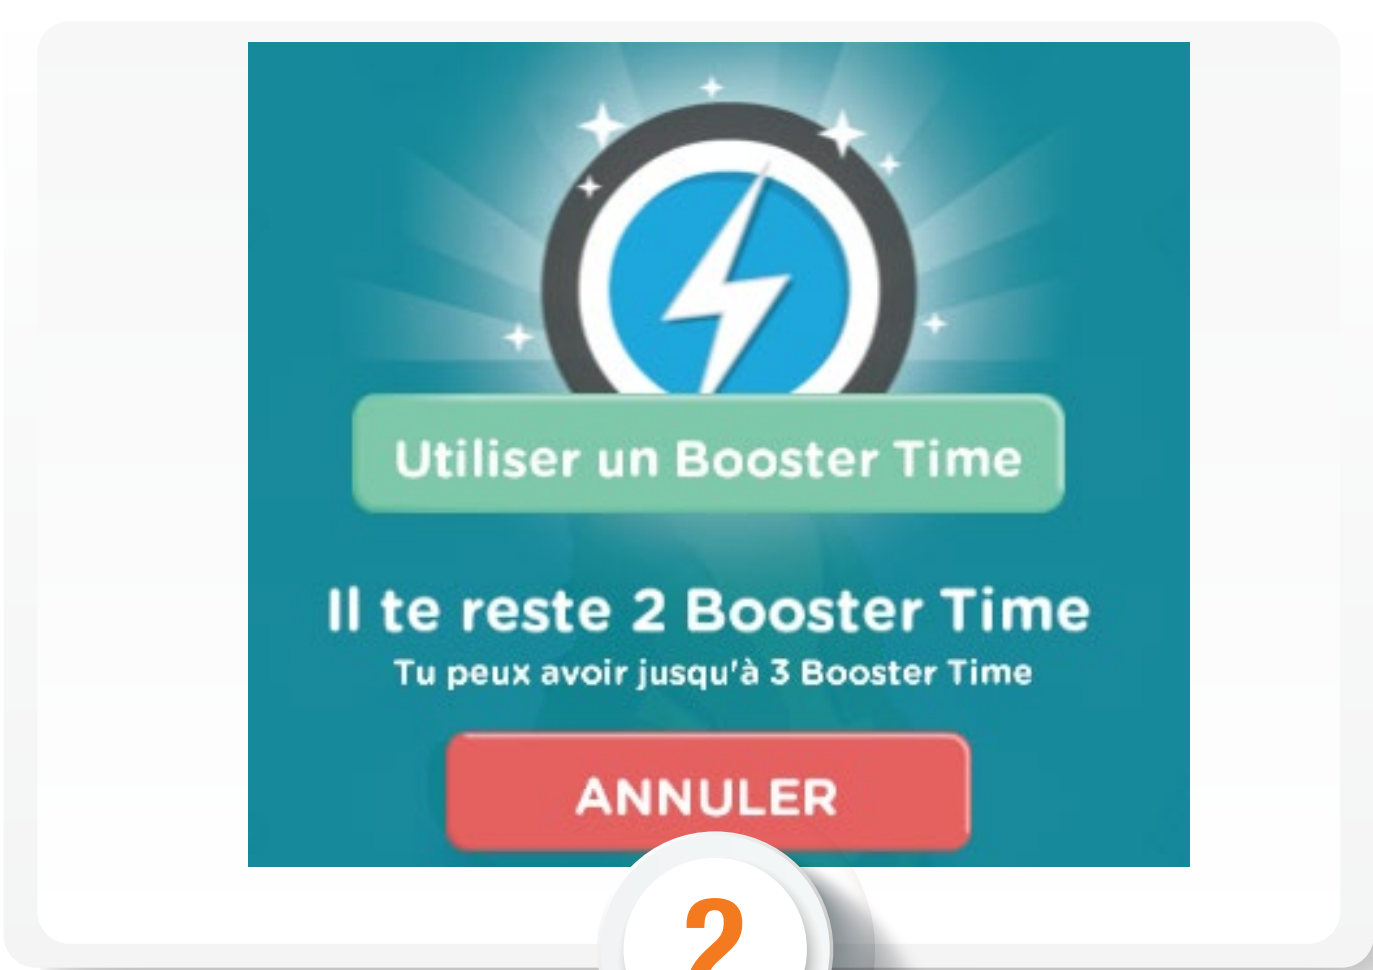 Utiliser un Booster Time
Il te reste 2 Booster Time
Tu peux avoir jusqu'à 3 Booster Time
ANNULER
2